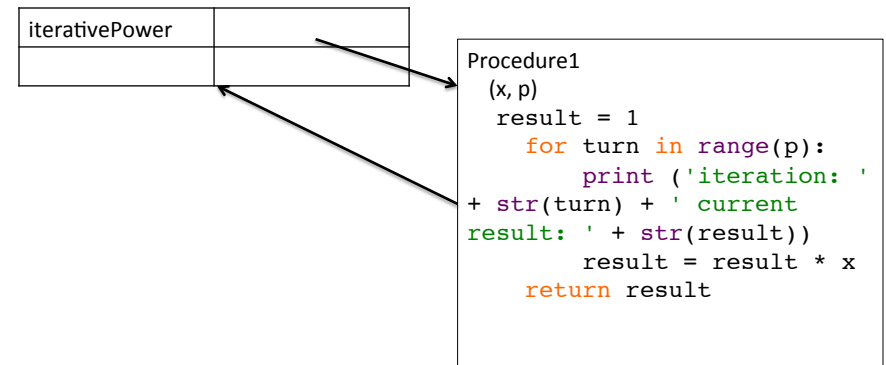 iterativePower
Procedure1
(x, p)
result = 1
for turn in range(p):
print ('iteration: '
+ str(turn) + ' current
result: ' + str(result))
result = result * x
return result